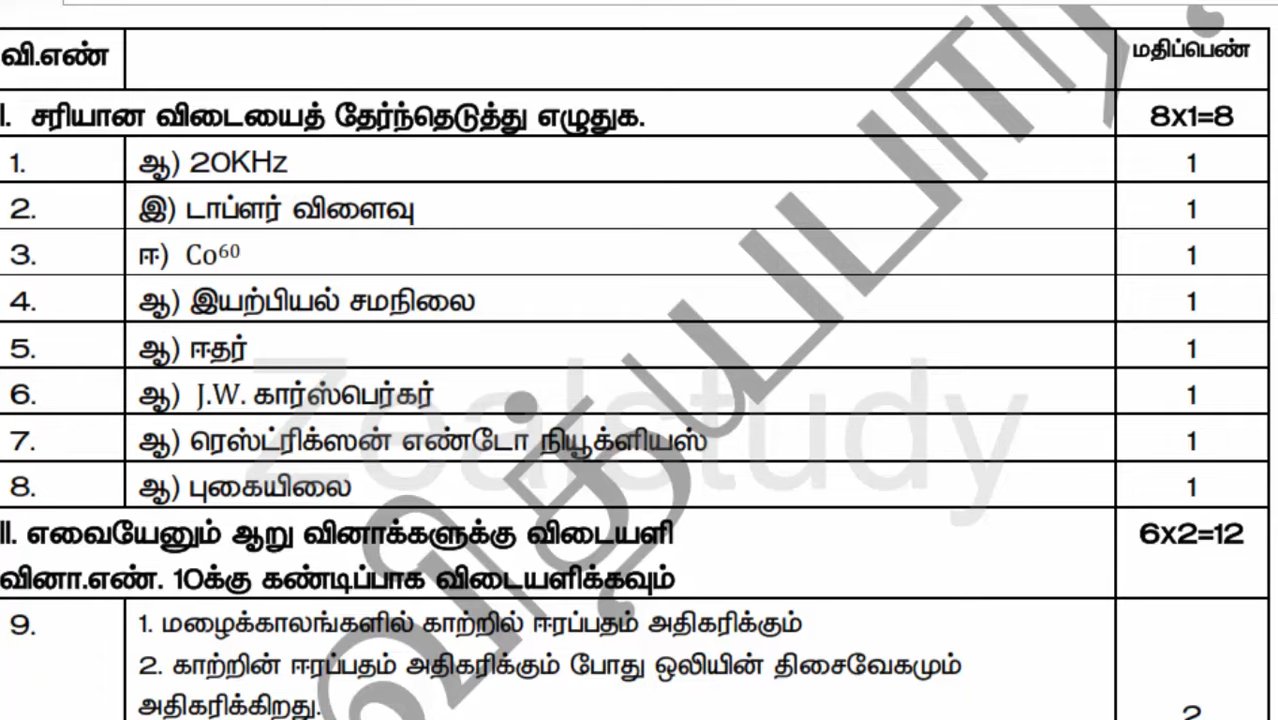 வி.எண் மதிப்பெண்
I. சரியான விடையைத் தேர்ந்தெடுத்து எழுதுக. 8x1=8
1. ஆ) 20KHz 1
2. இ) டாப்ளர் விளைவு 1
3. ஈ) Co⁶⁰ 1
4. ஆ) இயற்பியல் சமநிலை 1
5. ஆ) ஈதர் 1
6. ஆ) J.W. கார்ஸ்பெர்கர் 1
7. ஆ) ரெஸ்ட்ரிக்ஸன் எண்டோ நியூக்ளியஸ் 1
8. ஆ) புகையிலை 1
II. எவையேனும் ஆறு வினாக்களுக்கு விடையளி 6x2=12
வினா.எண். 10க்கு கண்டிப்பாக விடையளிக்கவும்
9. 1. மழைக்காலங்களில் காற்றில் ஈரப்பதம் அதிகரிக்கும்
2. காற்றின் ஈரப்பதம் அதிகரிக்கும் போது ஒலியின் திசைவேகமும்
அதிகரிக்கிறது. 2
Zealstudy